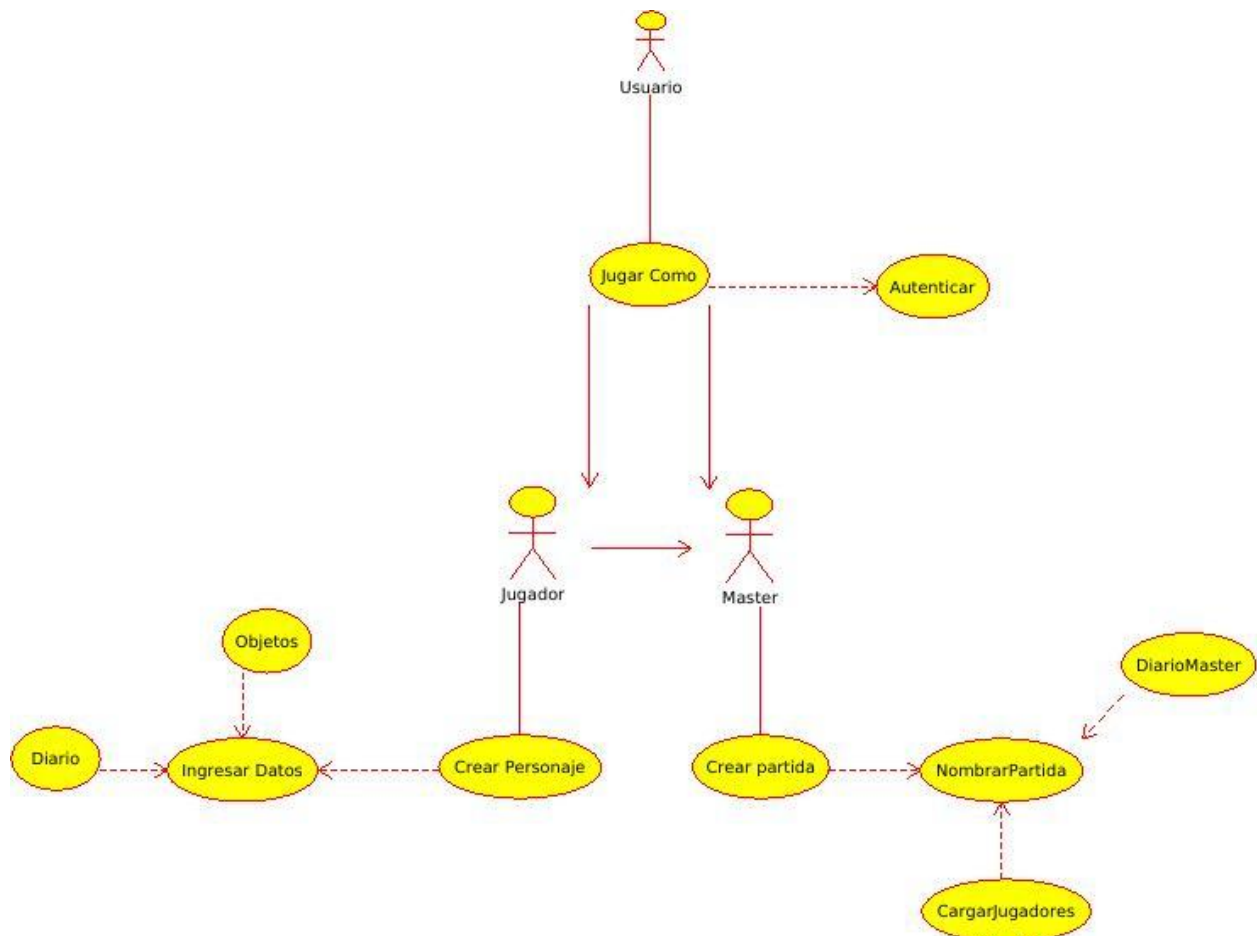 Usuario
Jugar Como
Autenticar
Jugador
Master
Objetos
DiarioMaster
Diario
Ingresar Datos
Crear Personaje
Crear partida
NombrarPartida
CargarJugadores